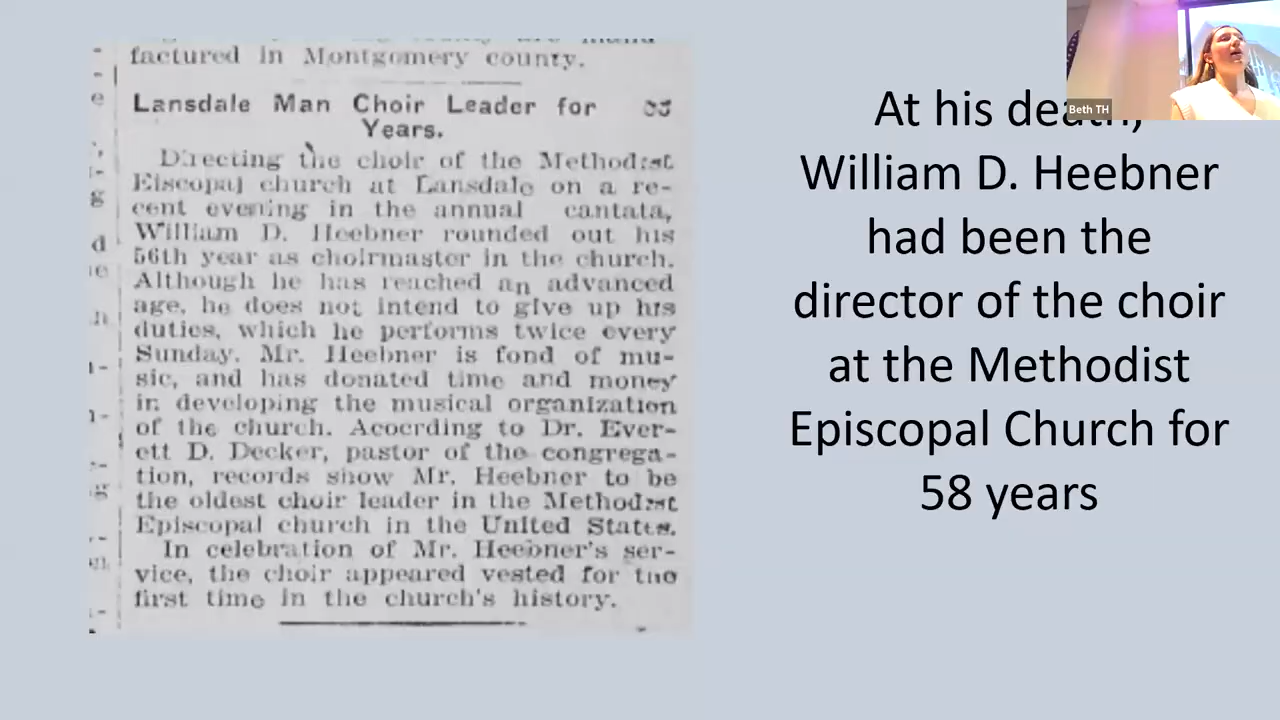 factured in Montgomery county.
Lansdale Man Choir Leader for
Years.
Directing the choir of the Methodist
Eiscopal church at Lansdale on a re-
cent evening in the annual cantata,
William D. Heebner rounded out his
56th year as choirmaster in the church.
Although he has reached an advanced
age, he does not intend to give up his
duties, which he performs twice every
Sunday. Mr. Heebner is fond of mu-
sic, and has donated time and money
in developing the musical organization
of the church. Acoording to Dr. Ever-
ett D. Decker, pastor of the congrega-
tion, records show Mr. Heebner to be
the oldest choir leader in the Methodist
Episcopal church in the United States.
In celebration of Mr. Heebner's ser-
vice, the choir appeared vested for the
first time in the church's history.
At his death,
William D. Heebner
had been the
director of the choir
at the Methodist
Episcopal Church for
58 years
Beth TH